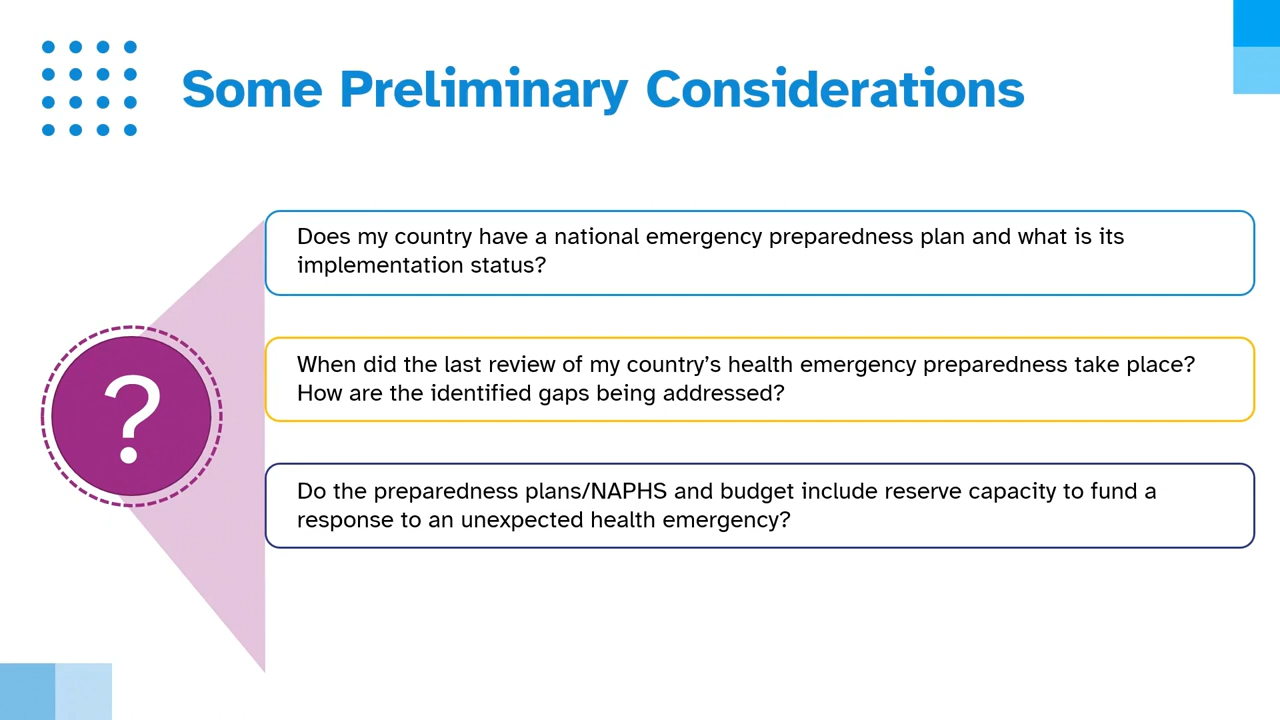 Some Preliminary Considerations
Does my country have a national emergency preparedness plan and what is its
implementation status?
When did the last review of my country’s health emergency preparedness take place?
How are the identified gaps being addressed?
?
Do the preparedness plans/NAPHS and budget include reserve capacity to fund a
response to an unexpected health emergency?